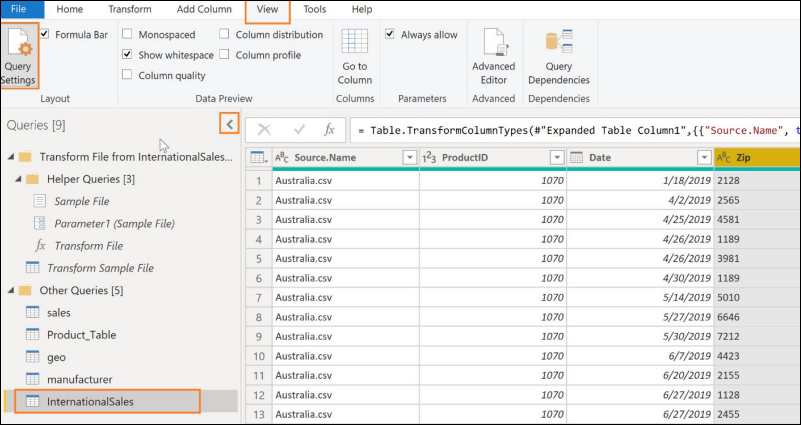 File Home Transform Add Column View Tools Help
Query Settings
Formula Bar
Layout
Monospaced Column distribution
Show whitespace Column profile
Column quality
Data Preview
Go to Column
Columns
Always allow
Parameters
Advanced Editor
Advanced
Query Dependencies
Dependencies
Queries [9]
fx = Table.TransformColumnTypes(#"Expanded Table Column1",{{"Source.Name", t
Transform File from InternationalSales...
Helper Queries [3]
Sample File
Parameter1 (Sample File)
fx Transform File
Transform Sample File
Other Queries [5]
sales
Product_Table
geo
manufacturer
InternationalSales
ABC Source.Name 123 ProductID Date ABC Zip
1 Australia.csv 1070 1/18/2019 2128
2 Australia.csv 1070 4/2/2019 2565
3 Australia.csv 1070 4/25/2019 4581
4 Australia.csv 1070 4/26/2019 1189
5 Australia.csv 1070 4/26/2019 3981
6 Australia.csv 1070 4/30/2019 1189
7 Australia.csv 1070 5/14/2019 5010
8 Australia.csv 1070 5/27/2019 6646
9 Australia.csv 1070 5/30/2019 7212
10 Australia.csv 1070 6/7/2019 4423
11 Australia.csv 1070 6/20/2019 2155
12 Australia.csv 1070 6/27/2019 1128
13 Australia.csv 1070 6/27/2019 2455